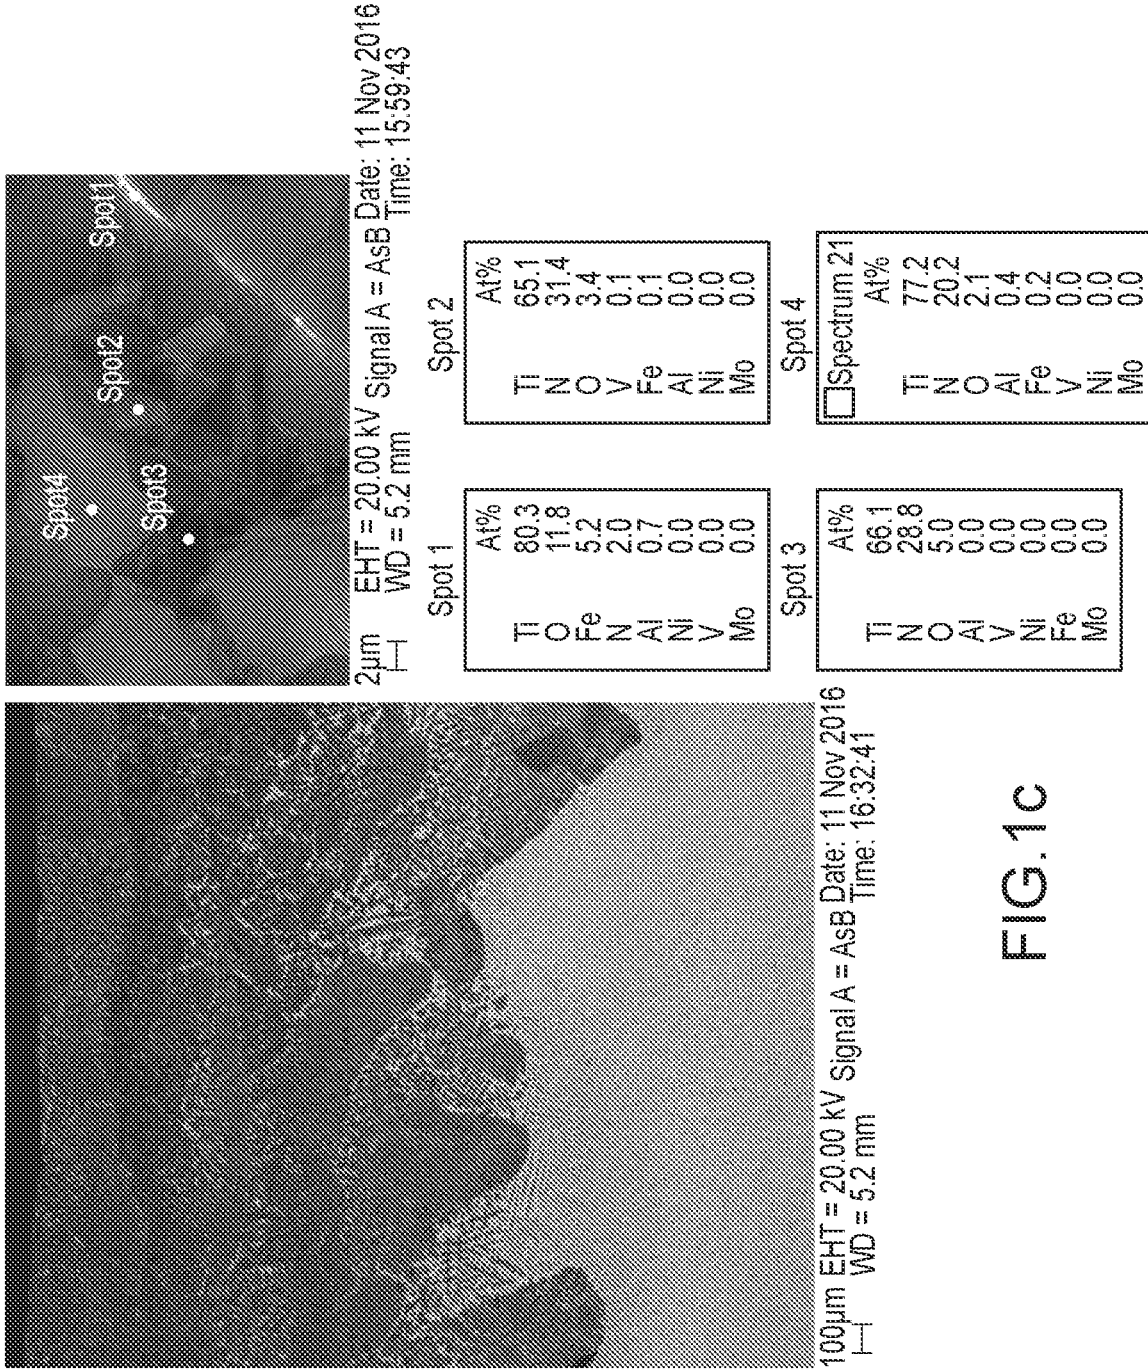 100µm EHT = 20.00 kV Signal A = AsB Date: 11 Nov 2016
WD = 5.2 mm Time: 16:32:41
Spot4
Spot3
Spot2
Spot1
2µm EHT = 20.00 kV Signal A = AsB Date: 11 Nov 2016
WD = 5.2 mm Time: 15:59:43
Spot 1
At%
Ti 80.3
O 11.8
Fe 5.2
N 2.0
Al 0.7
Ni 0.0
V 0.0
Mo 0.0
Spot 2
At%
Ti 65.1
N 31.4
O 3.4
V 0.1
Fe 0.1
Al 0.0
Ni 0.0
Mo 0.0
Spot 3
At%
Ti 66.1
N 28.8
O 5.0
Al 0.0
V 0.0
Ni 0.0
Fe 0.0
Mo 0.0
Spot 4
Spectrum 21
At%
Ti 77.2
N 20.2
O 2.1
Al 0.4
Fe 0.2
V 0.0
Ni 0.0
Mo 0.0
FIG.1c